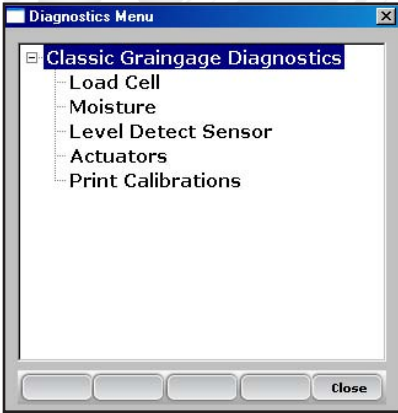 Diagnostics Menu
Classic Graingage Diagnostics
Load Cell
Moisture
Level Detect Sensor
Actuators
Print Calibrations
Close